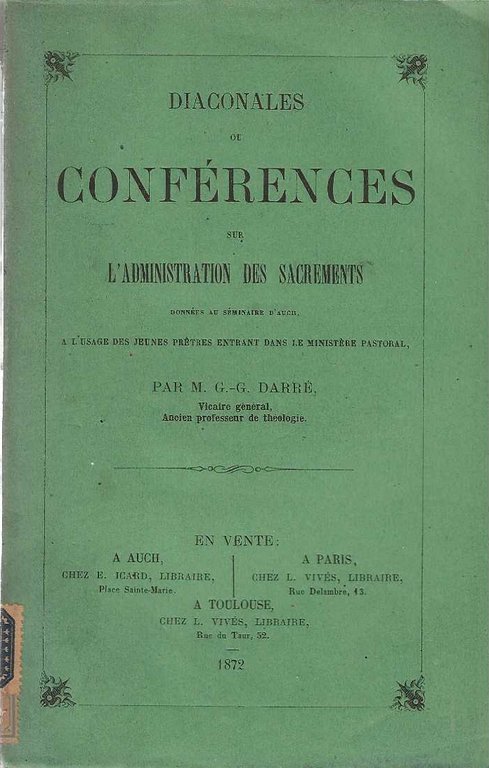 DIACONALES
OU
CONFÉRENCES
SUR
L'ADMINISTRATION DES SACREMENTS
DONNÉES AU SÉMINAIRE D'AUCH,
A L'USAGE DES JEUNES PRÊTRES ENTRANT DANS LE MINISTÈRE PASTORAL,
PAR M. G.-G. DARRÉ,
Vicaire général,
Ancien professeur de théologie.
EN VENTE:
A AUCH,
CHEZ E. ICARD, LIBRAIRE,
Place Sainte-Marie.
A PARIS,
CHEZ L. VIVÉS, LIBRAIRE,
Rue Delambre, 13.
A TOULOUSE,
CHEZ L. VIVÉS, LIBRAIRE,
Rue du Taur, 52.
1872